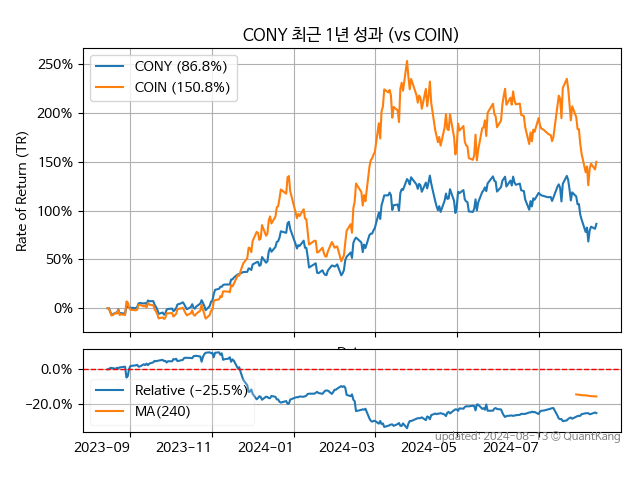 CONY 최근 1년 성과 (vs COIN)
250%
200%
150%
100%
50%
0%
Rate of Return (TR)
CONY (86.8%)
COIN (150.8%)
0.0%
−20.0%
Relative (−25.5%)
MA(240)
2023−09
2023−11
2024−01
2024−03
2024−05
2024−07
updated: 2024−08−13 © QuantKang